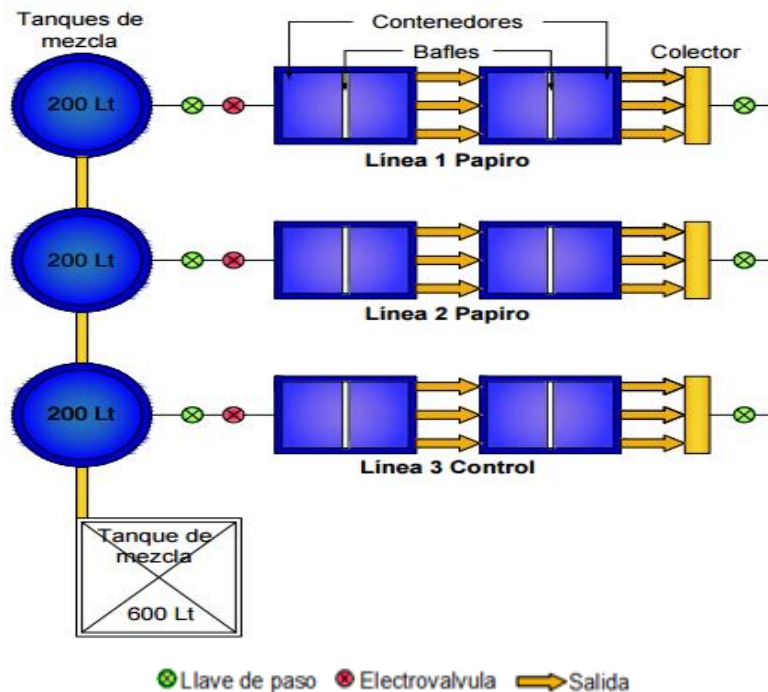 Tanques de
mezcla
Contenedores
Bafles
Colector
200 Lt
Línea 1 Papiro
200 Lt
Línea 2 Papiro
200 Lt
Línea 3 Control
Tanque de
mezcla
600 Lt
Llave de paso
Electrovalvula
Salida